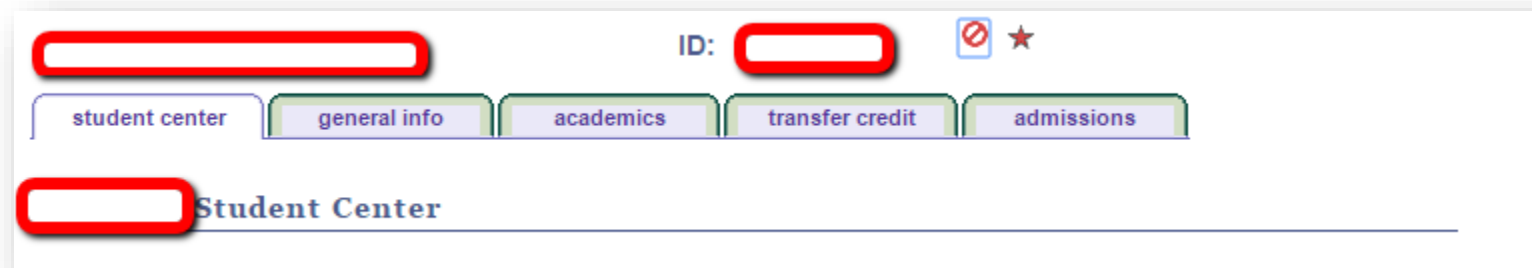 ID:
student center general info academics transfer credit admissions
Student Center